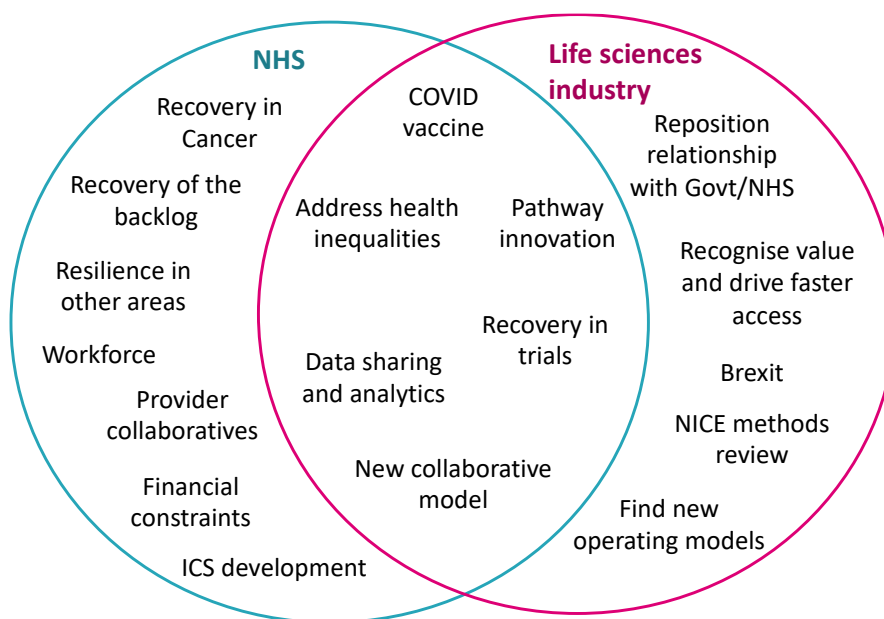 NHS
Recovery in
Cancer
Recovery of the
backlog
Resilience in
other areas
Workforce
Provider
collaboratives
Financial
constraints
ICS development
COVID
vaccine
Address health
inequalities
Pathway
innovation
Recovery in
trials
Data sharing
and analytics
New collaborative
model
Life sciences
industry
Reposition
relationship
with Govt/NHS
Recognise value
and drive faster
access
Brexit
NICE methods
review
Find new
operating models